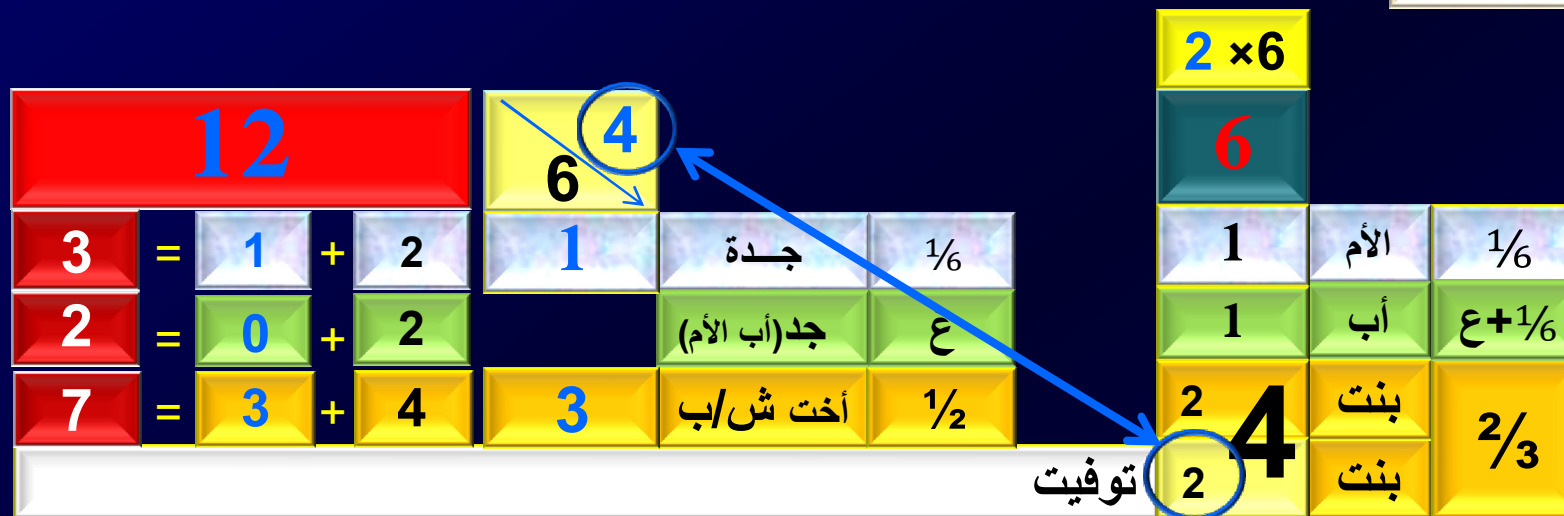 2 ×6
6 4 6 12
⅙ الأم 1 ⅙ جـــدة 1 2 + 1 = 3
⅙+ع أب 1 ع جد(أب الأم) 2 + 0 = 2
⅔ بنت 2 4 ½ أخت ش/ب 3 4 + 3 = 7
بنت 2 توفيت